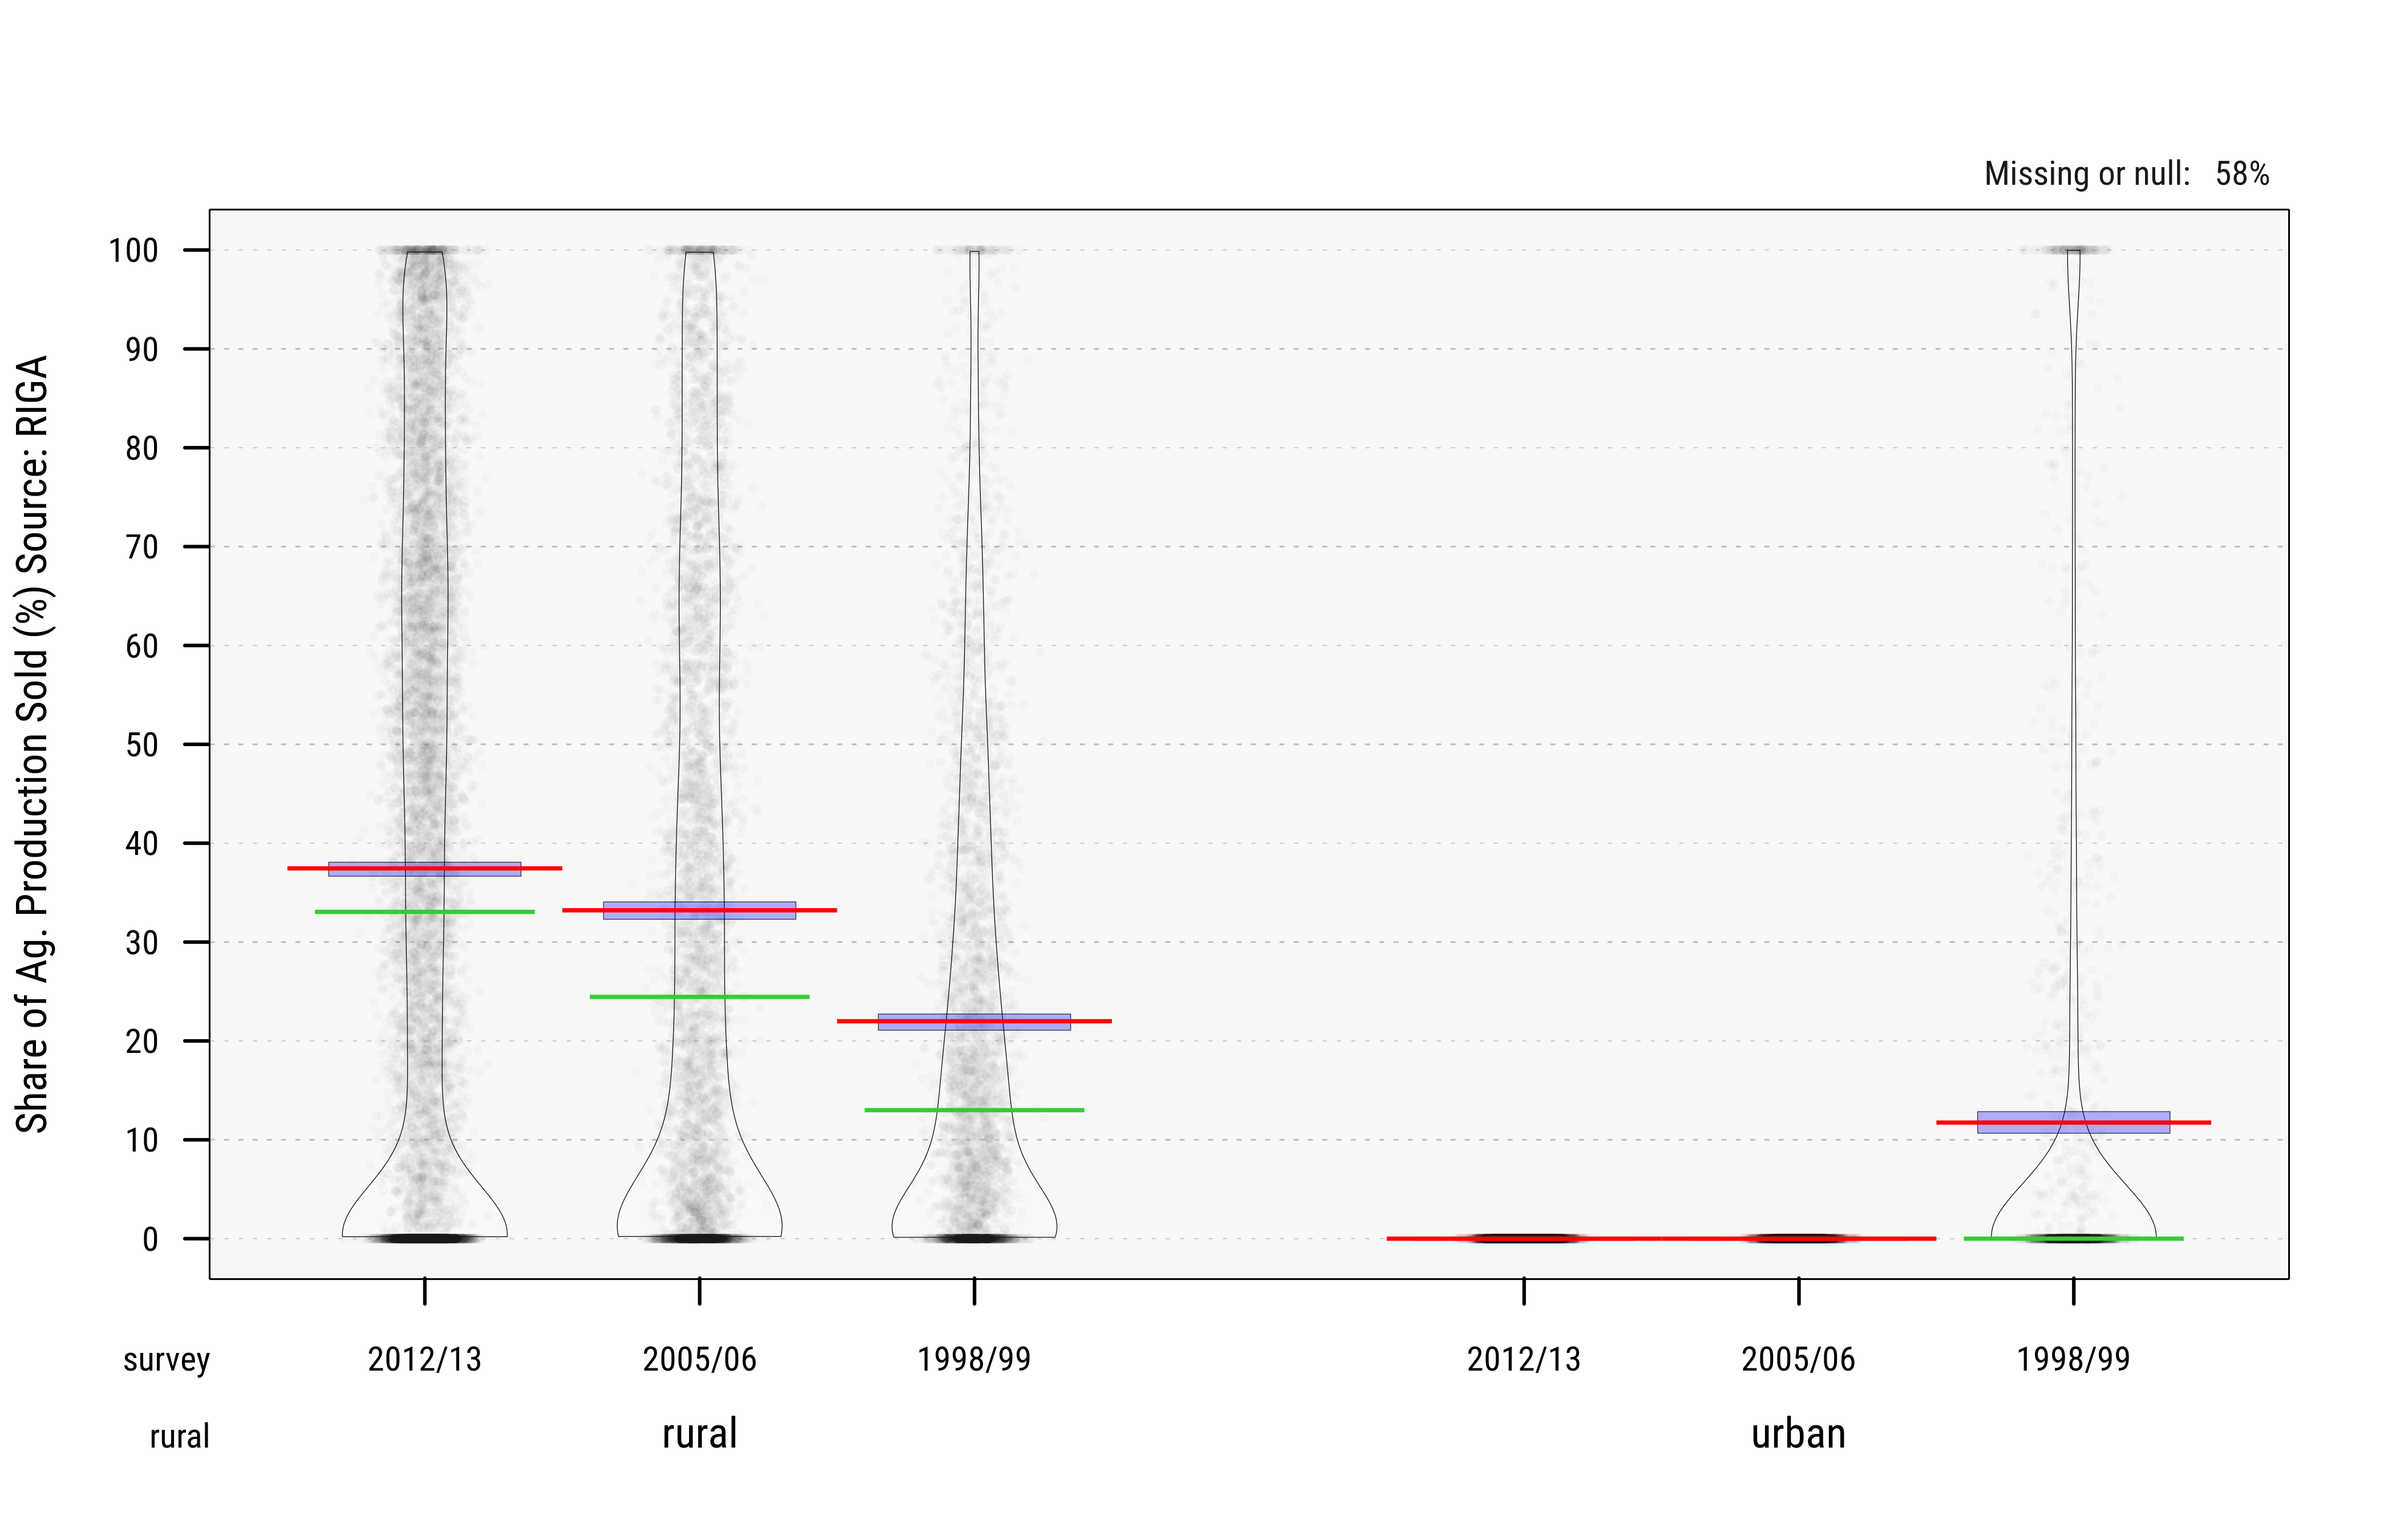 Missing or null: 58%
Share of Ag. Production Sold (%) Source: RIGA
100
90
80
70
60
50
40
30
20
10
0
survey 2012/13 2005/06 1998/99 2012/13 2005/06 1998/99
rural rural urban